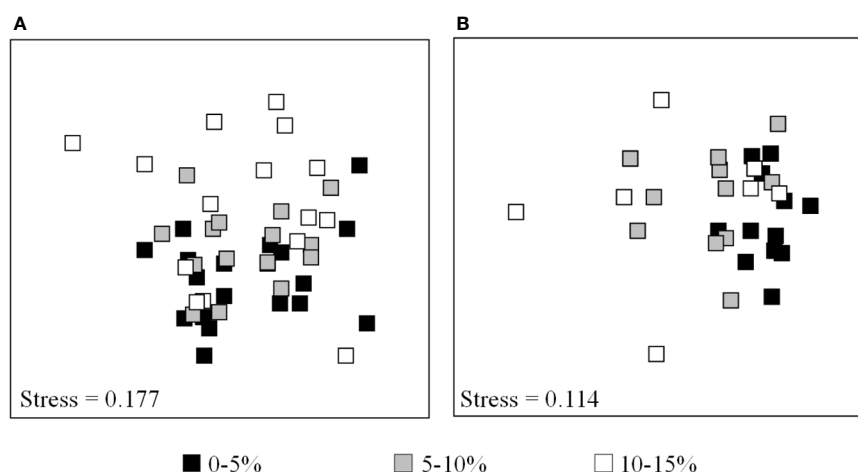 A B
Stress = 0.177 Stress = 0.114
0-5% 5-10% 10-15%